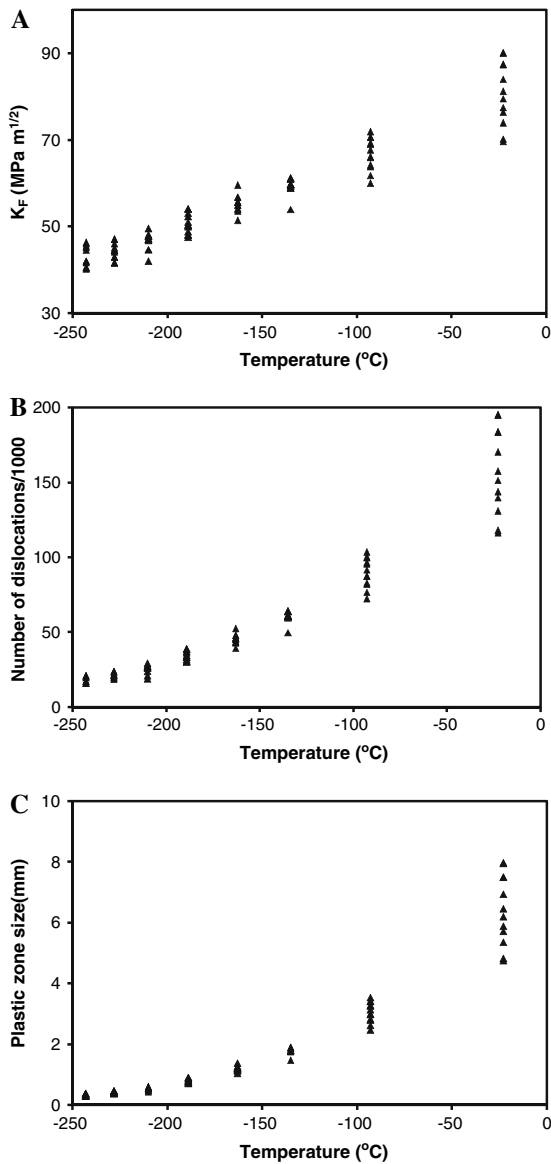 A
90
70
50
30
K_F (MPa m^1/2)
-250 -200 -150 -100 -50 0
Temperature (°C)
B
200
150
100
50
0
Number of dislocations/1000
-250 -200 -150 -100 -50 0
Temperature (°C)
C
10
8
6
4
2
0
Plastic zone size(mm)
-250 -200 -150 -100 -50 0
Temperature (°C)